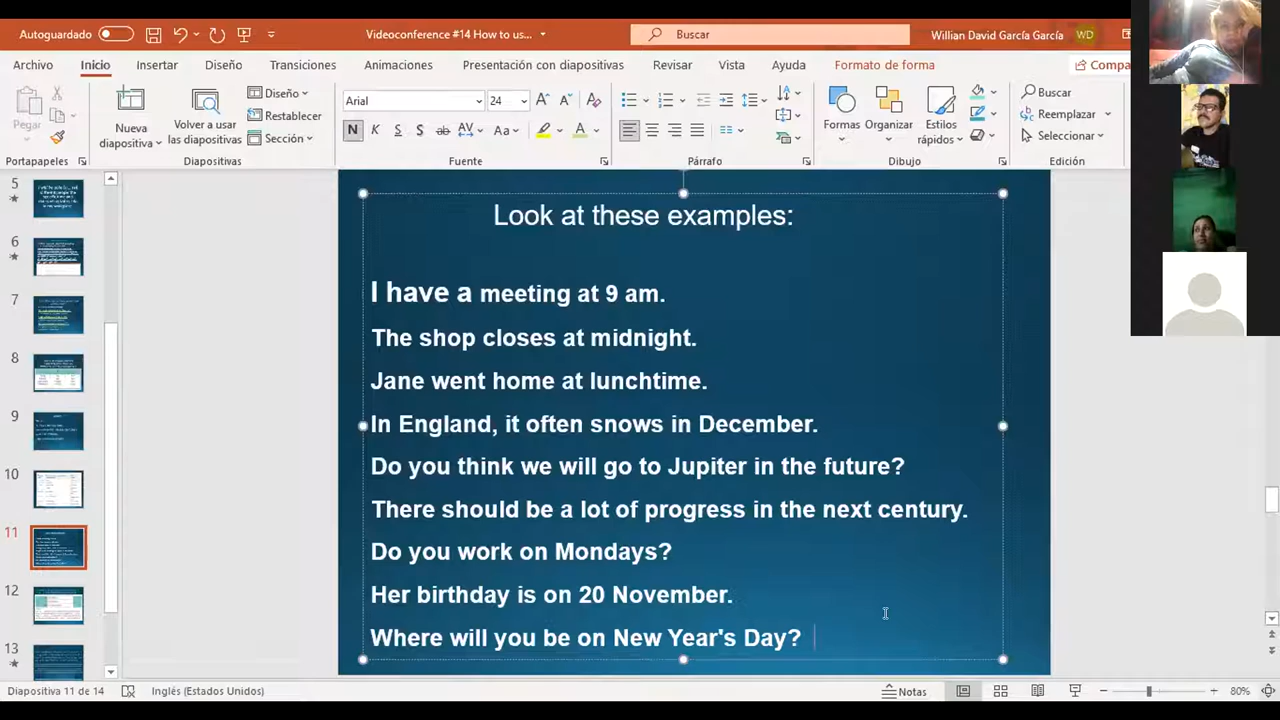 Autoguardado
Videoconference #14 How to us...
Buscar
Willian David García García
WD
Archivo
Inicio
Insertar
Diseño
Transiciones
Animaciones
Presentación con diapositivas
Revisar
Vista
Ayuda
Formato de forma
Compa
Pegar
Nueva
diapositiva
Volver a usar
las diapositivas
Diseño
Restablecer
Sección
Arial
24
N
K
S
S
ab
AV
Aa
A
Formas
Organizar
Estilos
rápidos
Buscar
Reemplazar
Seleccionar
Portapapeles
Diapositivas
Fuente
Párrafo
Dibujo
Edición
5
6
7
8
9
10
11
12
13
Look at these examples:
I have a meeting at 9 am.
The shop closes at midnight.
Jane went home at lunchtime.
In England, it often snows in December.
Do you think we will go to Jupiter in the future?
There should be a lot of progress in the next century.
Do you work on Mondays?
Her birthday is on 20 November.
Where will you be on New Year's Day?
Diapositiva 11 de 14
Inglés (Estados Unidos)
Notas
80%